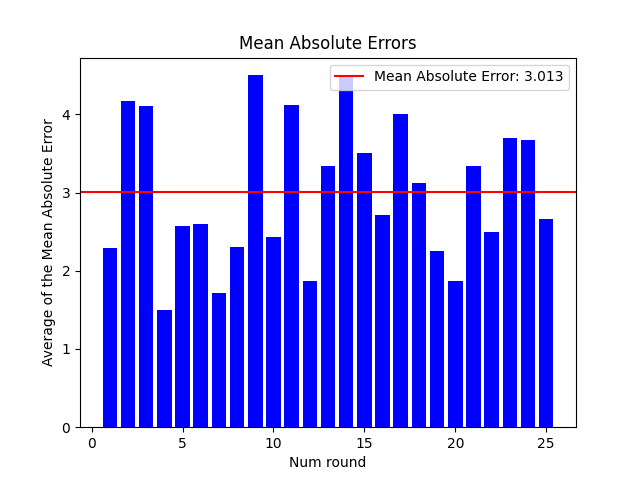 Mean Absolute Errors
Mean Absolute Error: 3.013
Average of the Mean Absolute Error
4
3
2
1
0
0 5 10 15 20 25
Num round